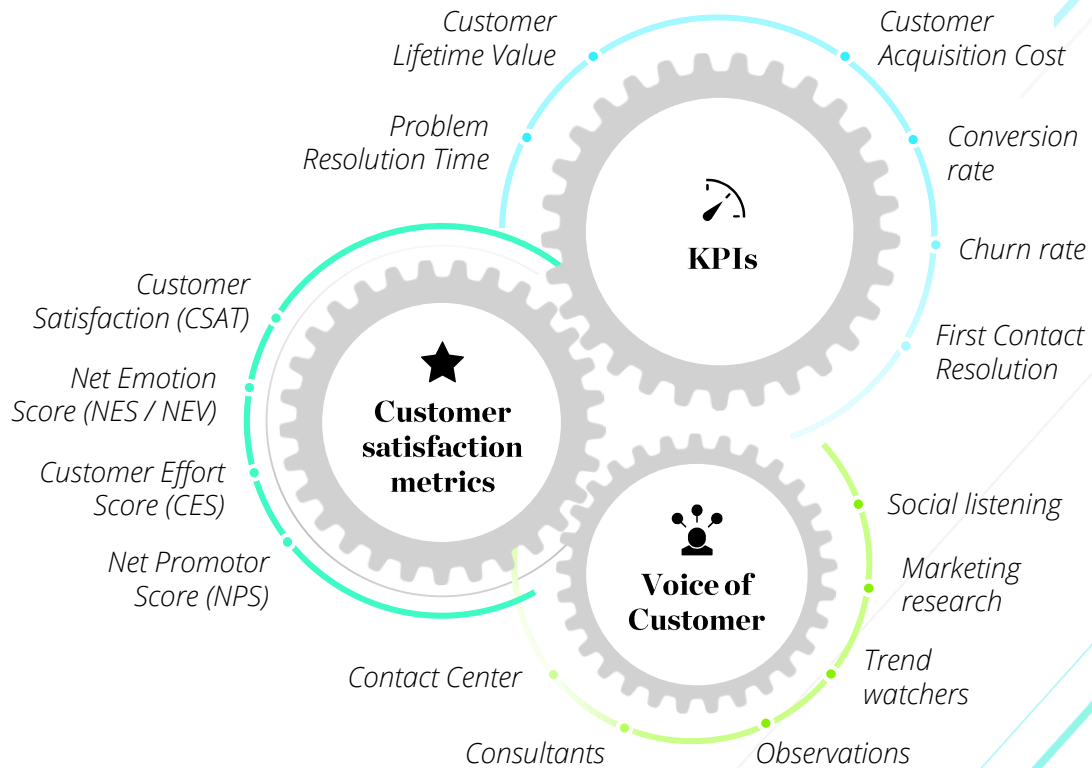 Customer
Lifetime Value
Customer
Acquisition Cost
Problem
Resolution Time
Conversion
rate
KPIs
Churn rate
First Contact
Resolution
Customer
Satisfaction (CSAT)
Net Emotion
Score (NES / NEV)
Customer Effort
Score (CES)
Net Promotor
Score (NPS)
Customer
satisfaction
metrics
Social listening
Marketing
research
Voice of
Customer
Trend
watchers
Contact Center
Consultants
Observations